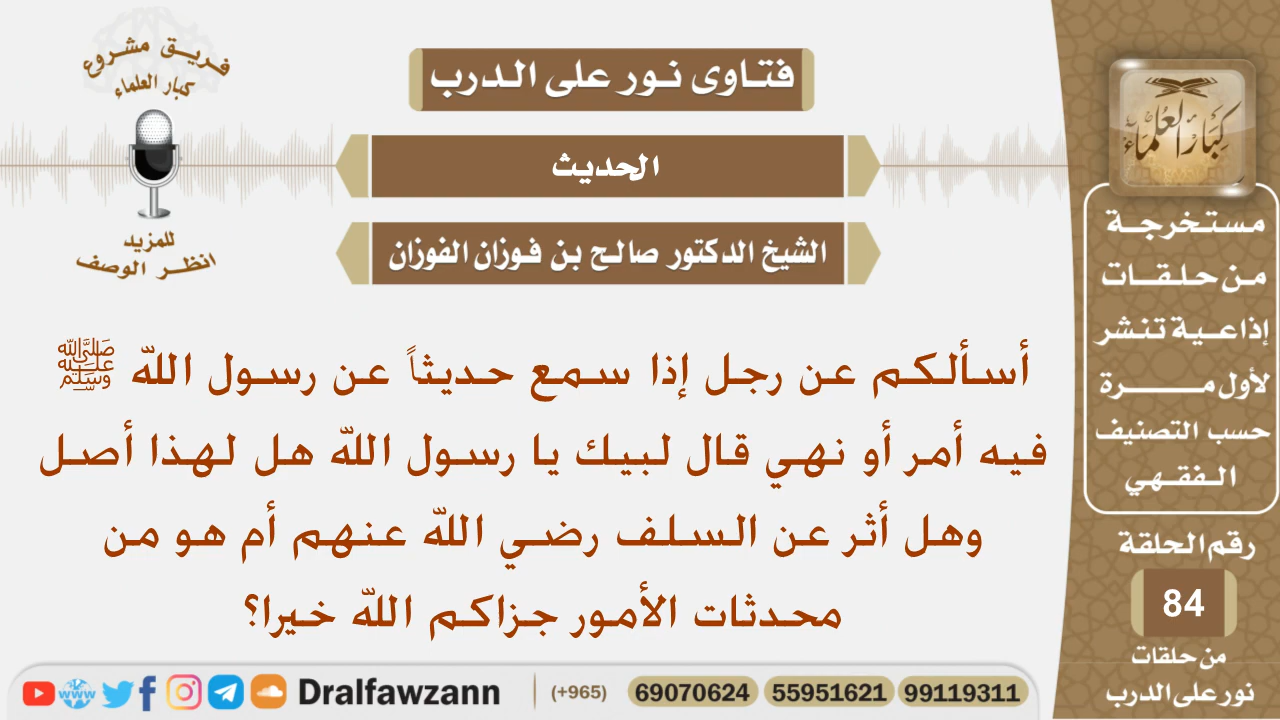 فتاوى نور على الدرب
الحديث
الشيخ الدكتور صالح بن فوزان الفوزان
فريق مشروع
كبار العلماء
للمزيد
انظر الوصف
أسألكم عن رجل إذا سمع حديثاً عن رسول الله ﷺ
فيه أمر أو نهي قال لبيك يا رسول الله هل لهذا أصل
وهل أثر عن السلف رضي الله عنهم أم هو من
محدثات الأمور جزاكم الله خيرا؟
كِبَارُ العُلَمَاءِ
مستخرجة
من حلقات
إذاعية تنشر
لأول مرة
حسب التصنيف
الفقهي
رقم الحلقة
84
من حلقات
نور على الدرب
www
Dralfawzann
(+965)
69070624
55951621
99119311